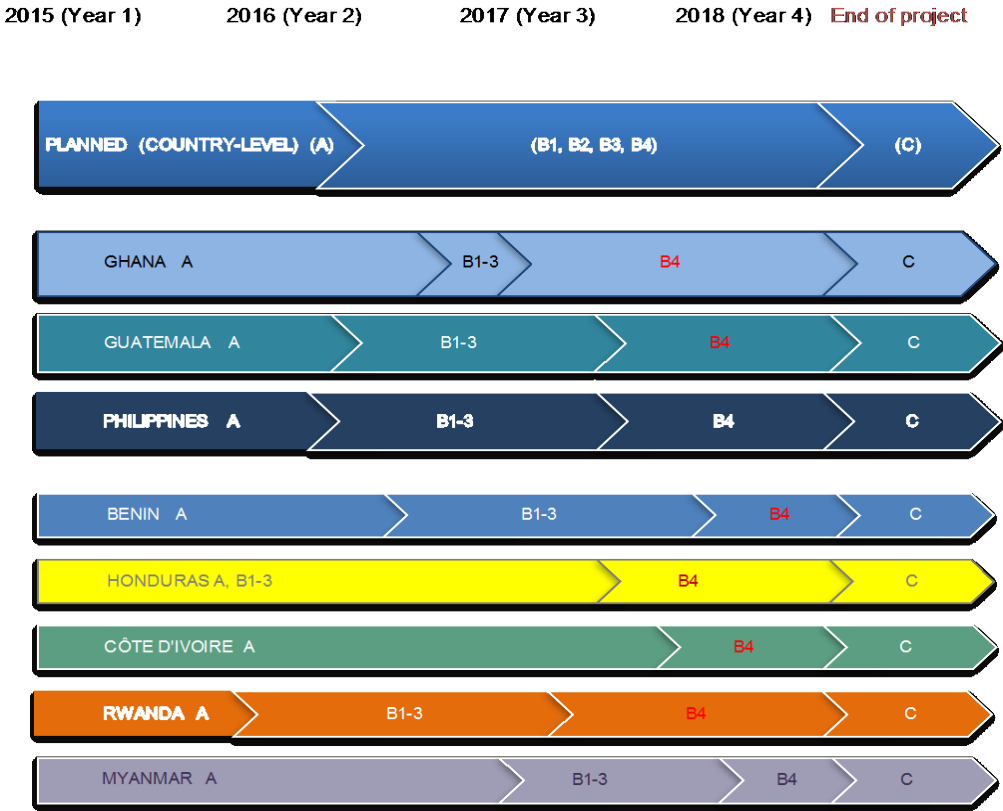 2015 (Year 1) 2016 (Year 2) 2017 (Year 3) 2018 (Year 4) End of project
PLANNED (COUNTRY-LEVEL) (A) (B1, B2, B3, B4) (C)
GHANA A B1-3 B4 C
GUATEMALA A B1-3 B4 C
PHILIPPINES A B1-3 B4 C
BENIN A B1-3 B4 C
HONDURAS A, B1-3 B4 C
CÔTE D'IVOIRE A B4 C
RWANDA A B1-3 B4 C
MYANMAR A B1-3 B4 C